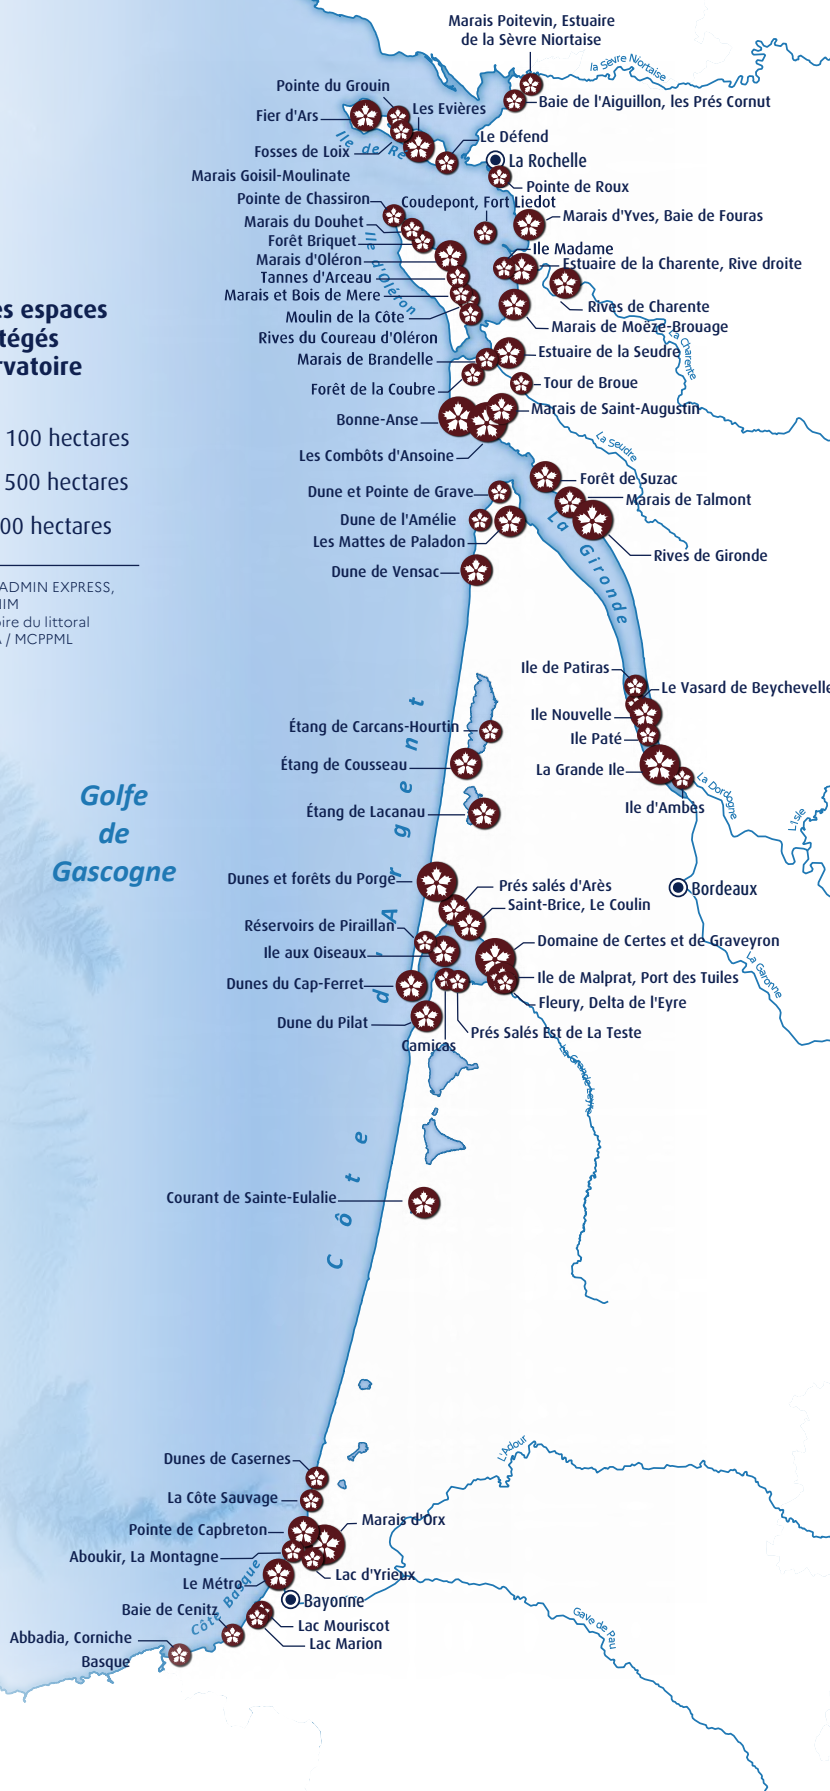 Marais Poitevin, Estuaire
de la Sèvre Niortaise
la Sèvre Niortaise
Pointe du Grouin
Baie de l'Aiguillon, les Prés Cornut
Les Evières
Fier d'Ars
Le Défend
Ile de Ré
Fosses de Loix
La Rochelle
Marais Goisil-Moulinate
Pointe de Roux
Pointe de Chassiron
Coudepont, Fort Liedot
Marais d'Yves, Baie de Fouras
Marais du Douhet
Forêt Briquet
Ile Madame
Marais d'Oléron
Estuaire de la Charente, Rive droite
Ile d'Oléron
Tannes d'Arceau
Marais et Bois de Mere
Rives de Charente
es espaces
Moulin de la Côte
Marais de Moëze-Brouage
La Charente
tégés
Rives du Coureau d'Oléron
Estuaire de la Seudre
rvatoire
Marais de Brandelle
Forêt de la Coubre
Tour de Broue
Bonne-Anse
Marais de Saint-Augustin
100 hectares
La Seudre
Les Combôts d'Ansoine
500 hectares
Forêt de Suzac
Dune et Pointe de Grave
Marais de Talmont
00 hectares
Dune de l'Amélie
Les Mattes de Paladon
La Gironde
Rives de Gironde
Dune de Vensac
ADMIN EXPRESS,
HIM
ire du littoral
A / MCPPML
Ile de Patiras
Le Vasard de Beychevelle
Ile Nouvelle
Étang de Carcans-Hourtin
Ile Paté
Étang de Cousseau
La Grande Ile
La Dordogne
Ile d'Ambès
L'Isle
Étang de Lacanau
Golfe
de
Gascogne
Côte d'Argent
Dunes et forêts du Porge
Prés salés d'Arès
Bordeaux
Saint-Brice, Le Coulin
Réservoirs de Piraillan
Domaine de Certes et de Graveyron
Ile aux Oiseaux
La Garonne
Ile de Malprat, Port des Tuiles
Dunes du Cap-Ferret
Fleury, Delta de l'Eyre
Dune du Pilat
Prés Salés Est de La Teste
Camicas
La Grande Leyre
Courant de Sainte-Eulalie
L'Adour
Dunes de Casernes
La Côte Sauvage
Marais d'Orx
Pointe de Capbreton
Aboukir, La Montagne
Lac d'Yrieux
Le Métro
Bayonne
Côte Basque
Baie de Cenitz
Lac Mouriscot
Gave de Pau
Abbadia, Corniche
Basque
Lac Marion